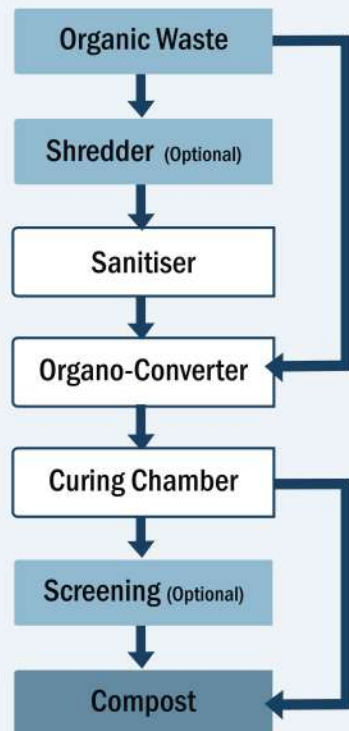 Organic Waste
Shredder (Optional)
Sanitiser
Organo-Converter
Curing Chamber
Screening (Optional)
Compost